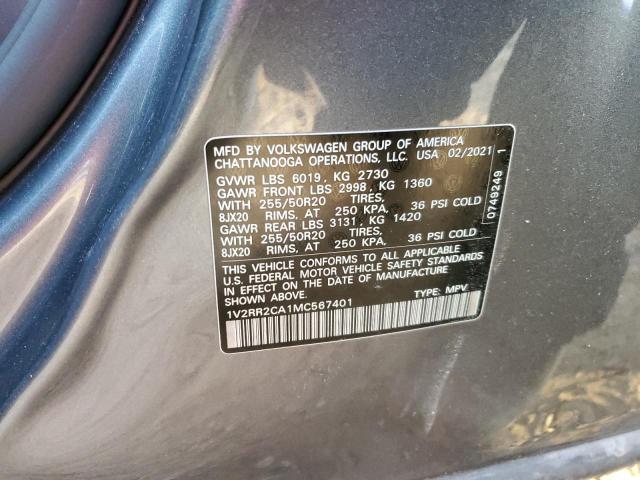 MFD BY VOLKSWAGEN GROUP OF AMERICA
CHATTANOOGA OPERATIONS, LLC. USA 02/2021
GVWR LBS 6019, KG 2730
GAWR FRONT LBS 2998, KG 1360
WITH 255/50R20 TIRES,
8JX20 RIMS, AT 250 KPA, 36 PSI COLD
GAWR REAR LBS 3131, KG 1420
WITH 255/50R20 TIRES,
8JX20 RIMS, AT 250 KPA, 36 PSI COLD
THIS VEHICLE CONFORMS TO ALL APPLICABLE
U.S. FEDERAL MOTOR VEHICLE SAFETY STANDARDS
IN EFFECT ON THE DATE OF MANUFACTURE
SHOWN ABOVE.
1V2RR2CA1MC567401 TYPE: MPV
0749249 1